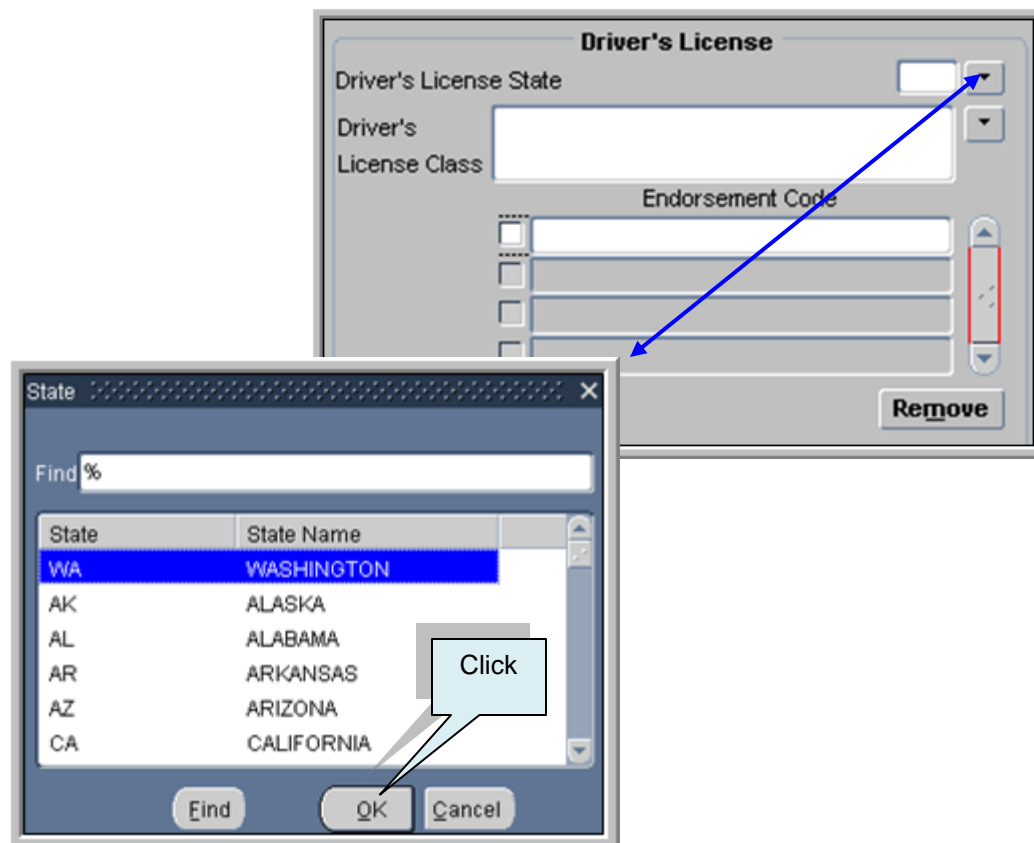 Driver's License
Driver's License State
Driver's
License Class
Endorsement Code
Remove
State
Find %
State State Name
WA WASHINGTON
AK ALASKA
AL ALABAMA
AR ARKANSAS
AZ ARIZONA
CA CALIFORNIA
Click
Find OK Cancel